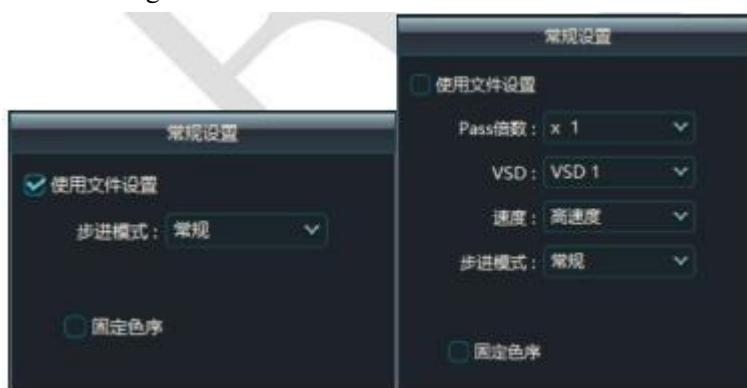 常规设置
使用文件设置
步进模式： 常规
固定色序
常规设置
使用文件设置
Pass倍数： x 1
VSD： VSD 1
速度： 高速度
步进模式： 常规
固定色序